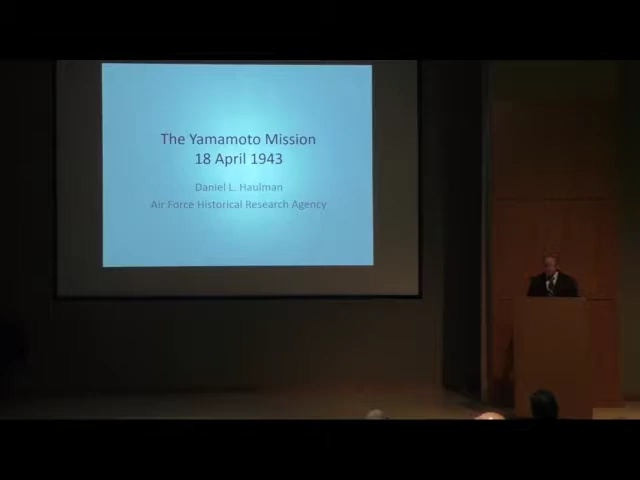 The Yamamoto Mission
18 April 1943
Daniel L. Haulman
Air Force Historical Research Agency